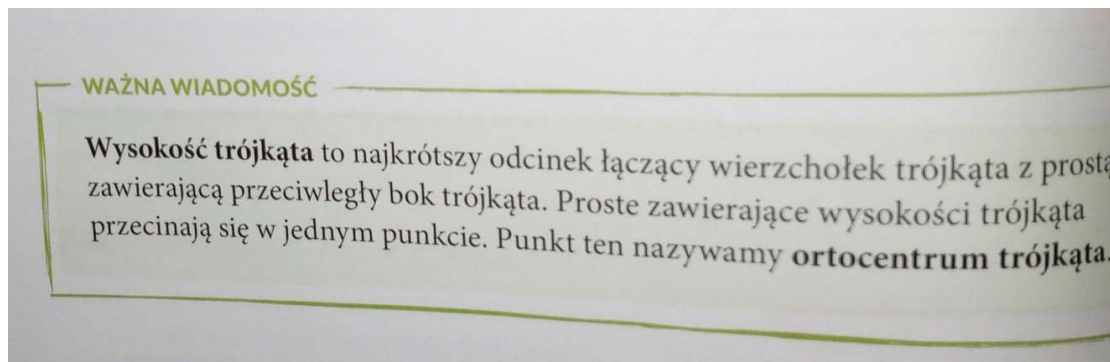 WAŻNA WIADOMOŚĆ
Wysokość trójkąta to najkrótszy odcinek łączący wierzchołek trójkąta z prostą
zawierającą przeciwległy bok trójkąta. Proste zawierające wysokości trójkąta
przecinają się w jednym punkcie. Punkt ten nazywamy ortocentrum trójkąta.